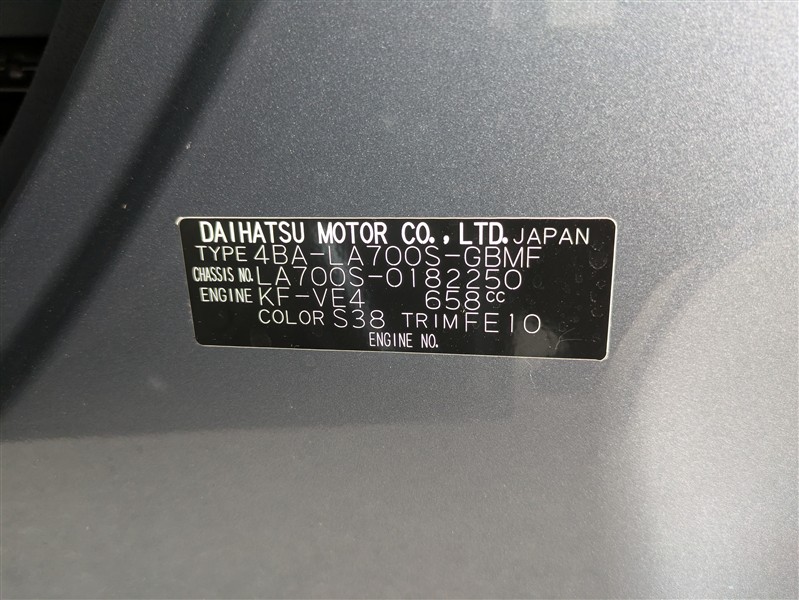 DAIHATSU MOTOR CO., LTD. JAPAN
TYPE 4BA-LA700S-GBMF
CHASSIS NO. LA700S-0182250
ENGINE KF-VE4 658cc
COLOR S38 TRIM FE10
ENGINE NO.